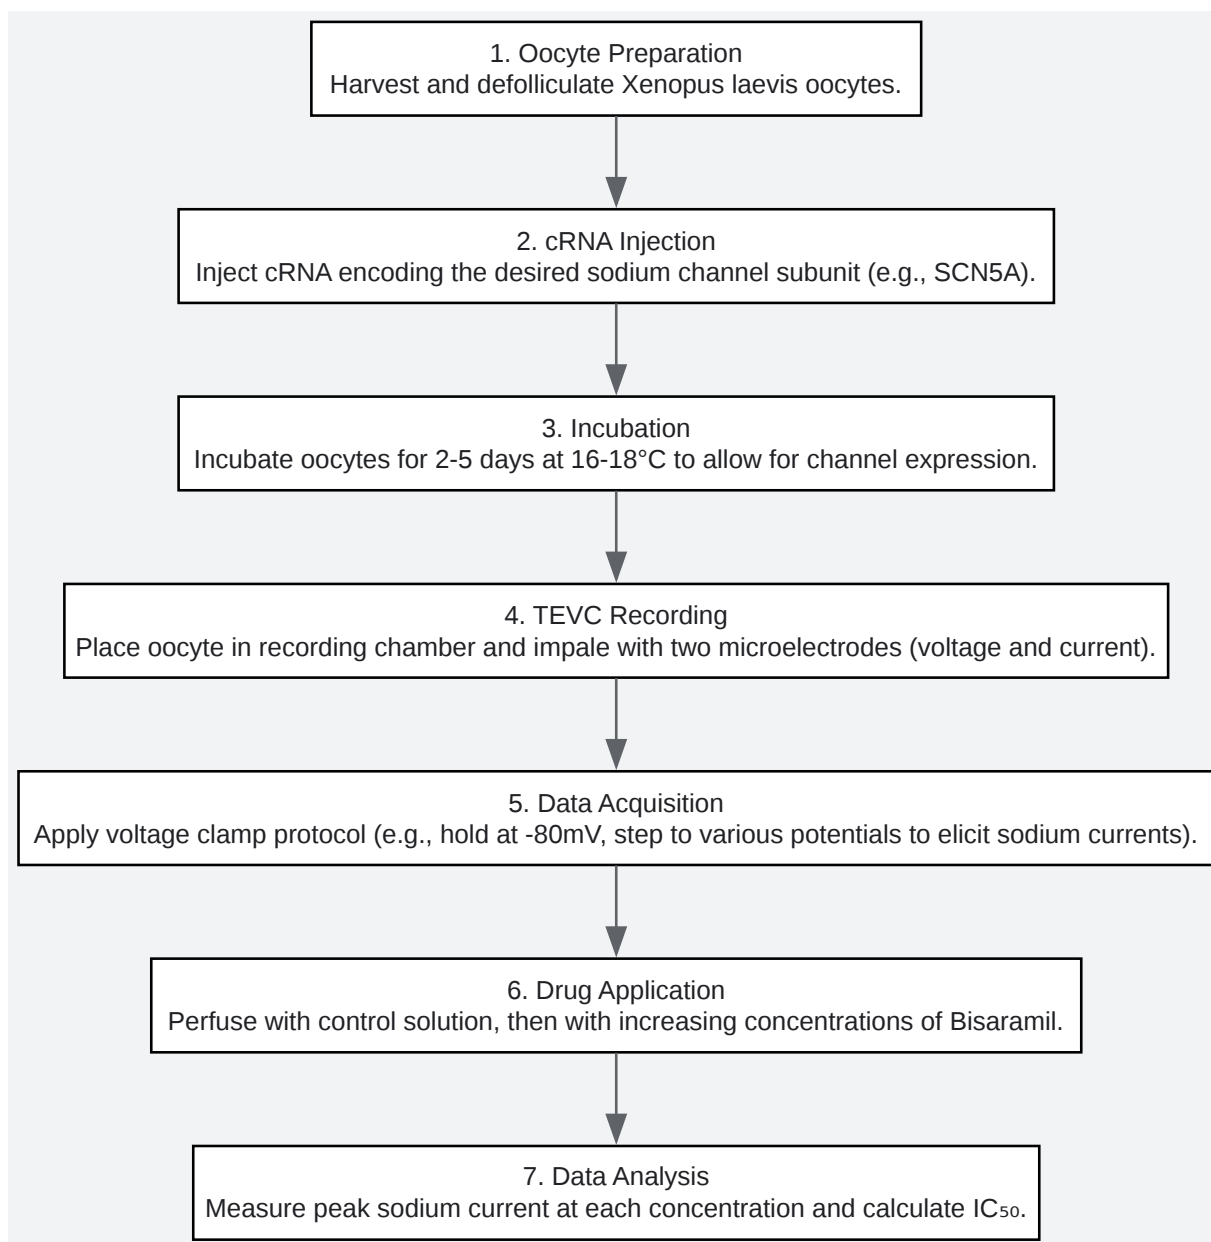 1. Oocyte Preparation
Harvest and defolliculate Xenopus laevis oocytes.
2. cRNA Injection
Inject cRNA encoding the desired sodium channel subunit (e.g., SCN5A).
3. Incubation
Incubate oocytes for 2-5 days at 16-18°C to allow for channel expression.
4. TEVC Recording
Place oocyte in recording chamber and impale with two microelectrodes (voltage and current).
5. Data Acquisition
Apply voltage clamp protocol (e.g., hold at -80mV, step to various potentials to elicit sodium currents).
6. Drug Application
Perfuse with control solution, then with increasing concentrations of Bisaramil.
7. Data Analysis
Measure peak sodium current at each concentration and calculate IC₅₀.